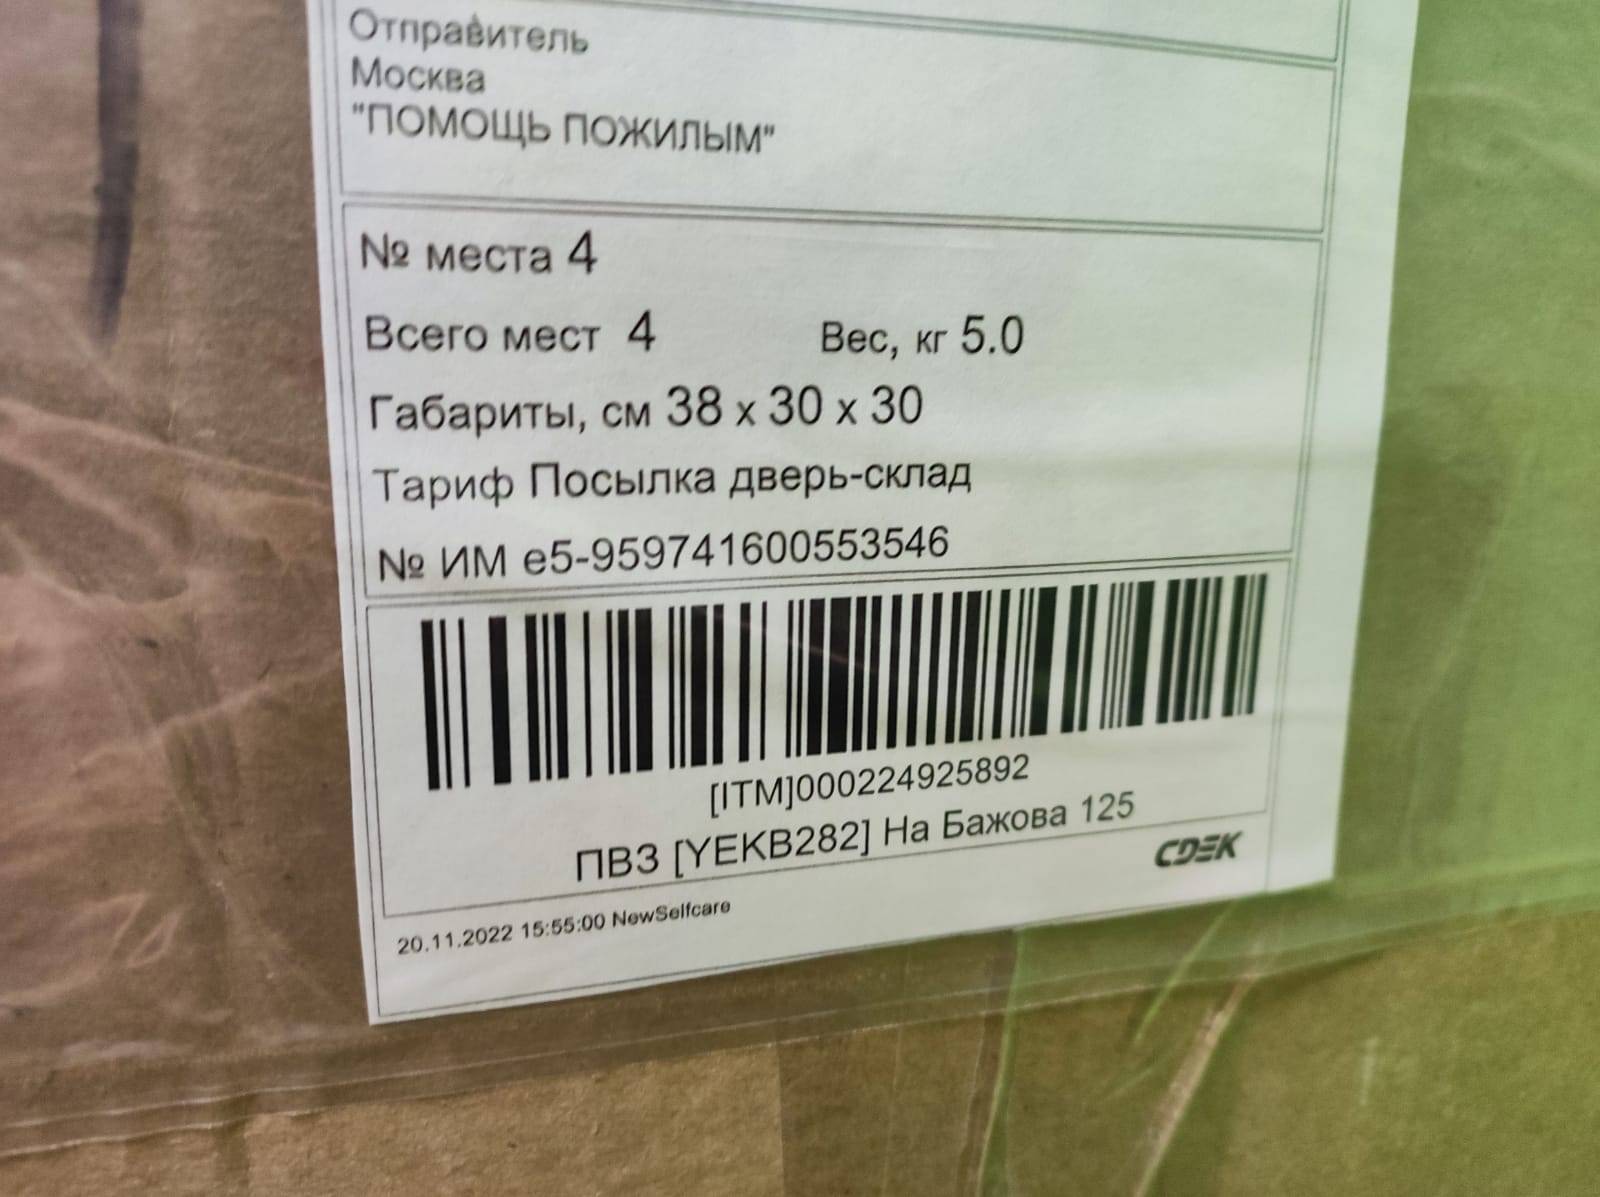 Отправитель
Москва
"ПОМОЩЬ ПОЖИЛЫМ"
№ места 4
Всего мест 4 Вес, кг 5.0
Габариты, см 38 x 30 x 30
Тариф Посылка дверь-склад
№ ИМ e5-959741600553546
[ITM]000224925892
ПВЗ [YEKB282] На Бажова 125
CDEK
20.11.2022 15:55:00 NewSelfcare